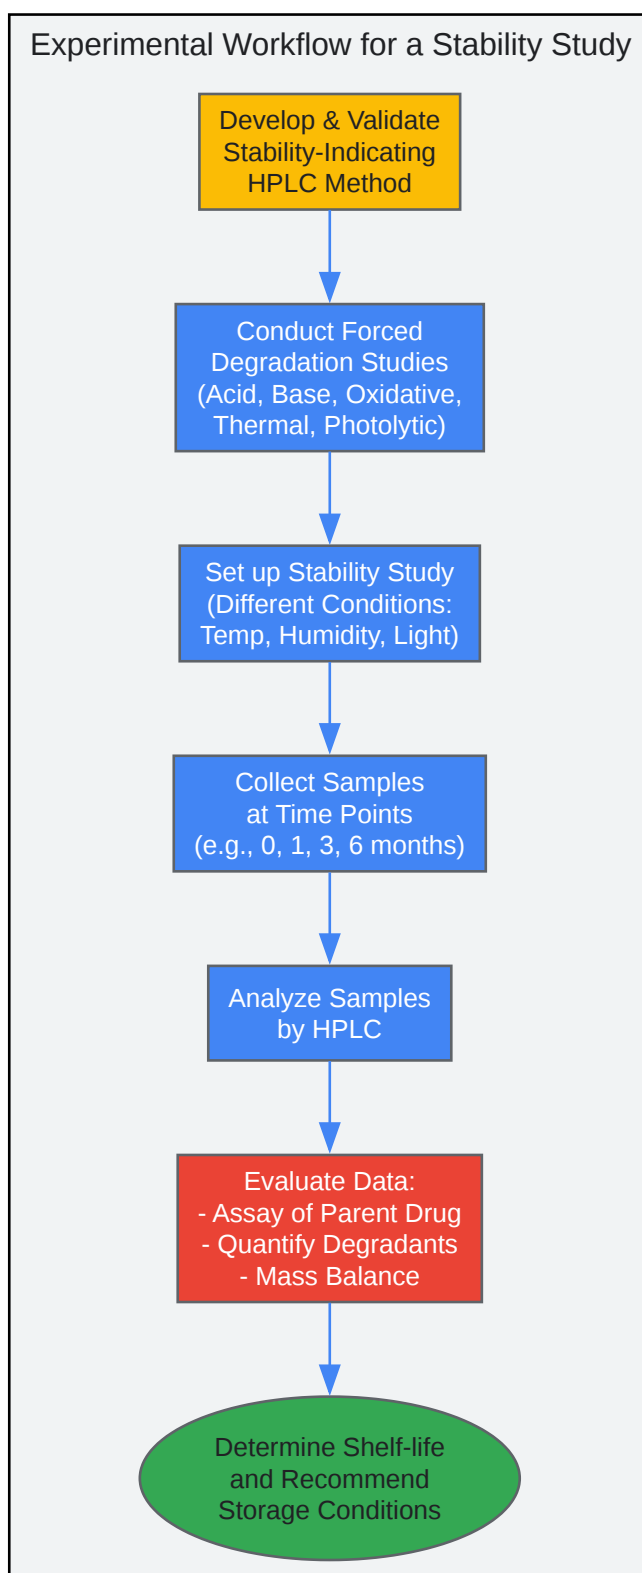 Experimental Workflow for a Stability Study
Develop & Validate
Stability-Indicating
HPLC Method
Conduct Forced
Degradation Studies
(Acid, Base, Oxidative,
Thermal, Photolytic)
Set up Stability Study
(Different Conditions:
Temp, Humidity, Light)
Collect Samples
at Time Points
(e.g., 0, 1, 3, 6 months)
Analyze Samples
by HPLC
Evaluate Data:
- Assay of Parent Drug
- Quantify Degradants
- Mass Balance
Determine Shelf-life
and Recommend
Storage Conditions